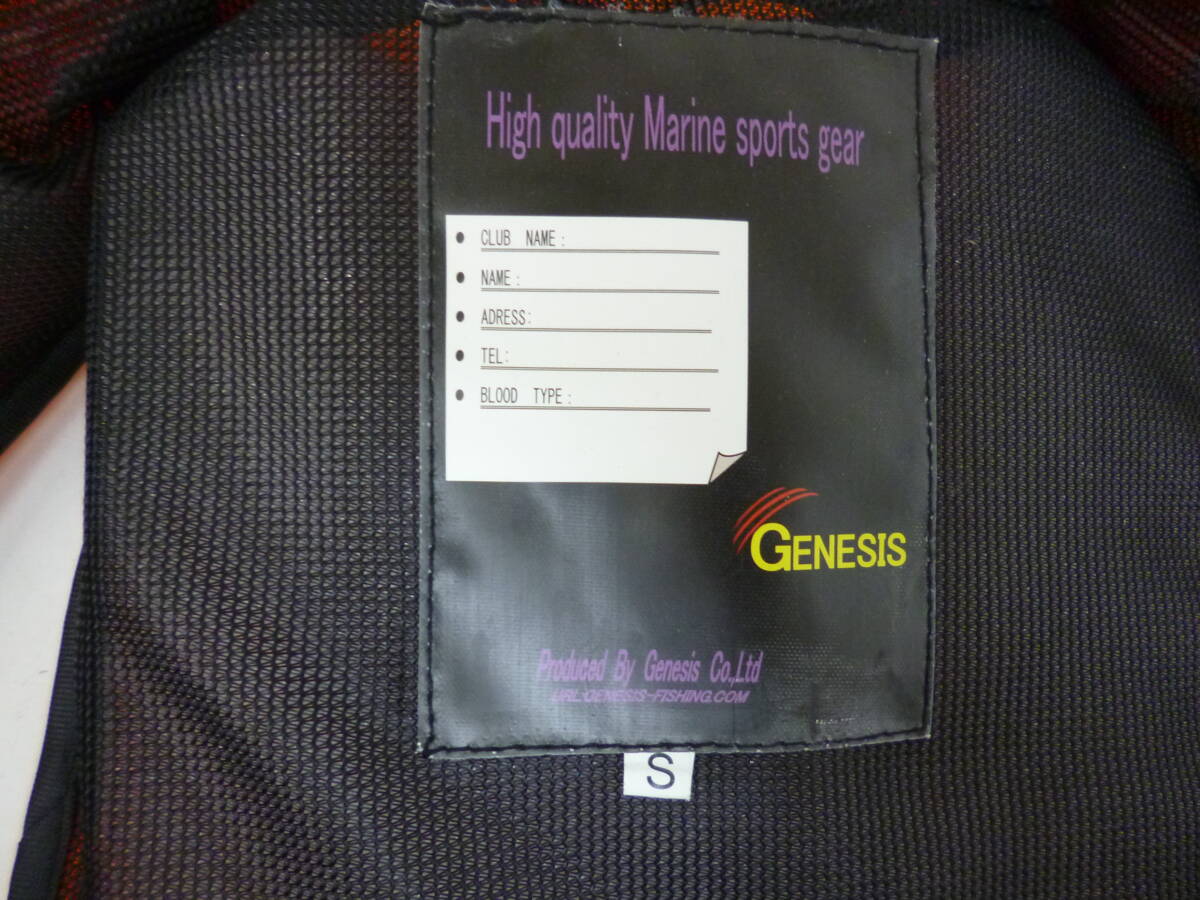 High quality Marine sports gear
CLUB NAME:
NAME:
ADRESS:
TEL:
BLOOD TYPE:
GENESIS
Produced By Genesis Co.,Ltd
URL:GENESIS-FISHING.COM
S